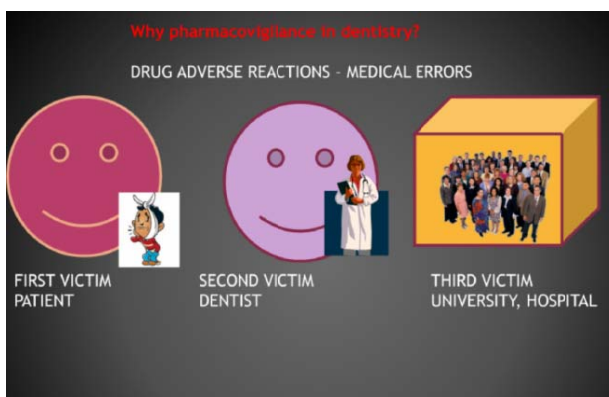 Why pharmacovigilance in dentistry?
DRUG ADVERSE REACTIONS - MEDICAL ERRORS
FIRST VICTIM
PATIENT
SECOND VICTIM
DENTIST
THIRD VICTIM
UNIVERSITY, HOSPITAL